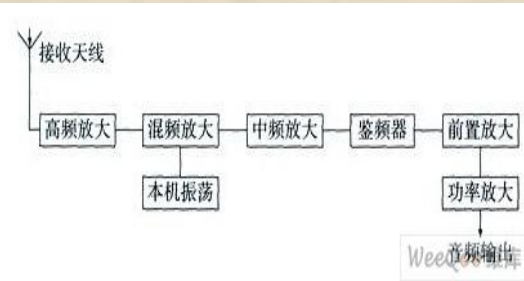 接收天线
高频放大
混频放大
中频放大
鉴频器
前置放大
本机振荡
功率放大
音频输出